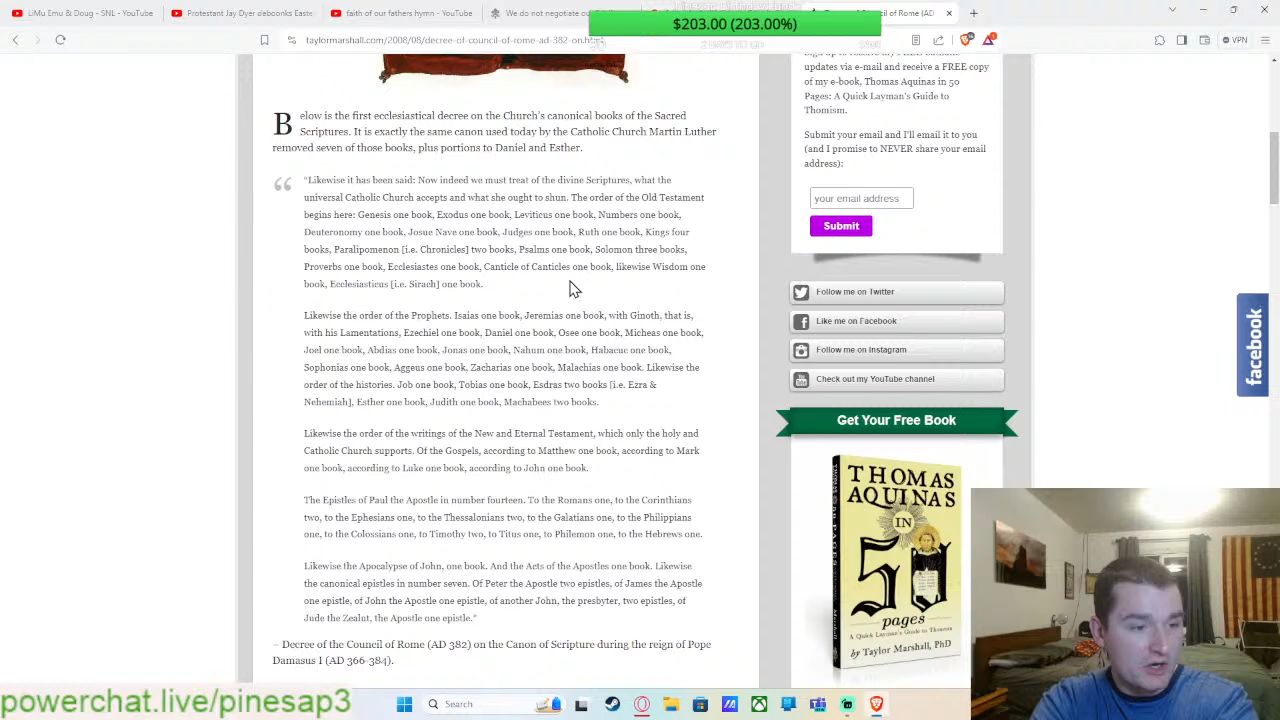 LiMu Emu & Doug - YouTube
Protestant Jay Destro Eastern
faith of our fathers hymn - YouTube
We do not negotiate our
of Rome (AD
$203.00 (203.00%)
taylormarshall.com/2008/08/decree-of-council-of-rome-ad-382-on.html
VPN
updates via e-mail and receive a FREE copy
of my e-book, Thomas Aquinas in 50
Pages: A Quick Layman's Guide to
Thomism.
Submit your email and I'll email it to you
(and I promise to NEVER share your email
address):
your email address
Submit
Below is the first ecclesiastical decree on the Church's canonical books of the Sacred
Scriptures. It is exactly the same canon used today by the Catholic Church Martin Luther
removed seven of those books, plus portions to Daniel and Esther.
"Likewise it has been said: Now indeed we must treat of the divine Scriptures, what the
universal Catholic Church accepts and what she ought to shun. The order of the Old Testament
begins here: Genesis one book, Exodus one book, Leviticus one book, Numbers one book,
Deuteronomy one book, Josue Nave one book, Judges one book, Ruth one book, Kings four
books, Paralipomenon [i.e. Chronicles] two books, Psalms one book, Solomon three books,
Proverbs one book, Ecclesiastes one book, Canticle of Canticles one book, likewise Wisdom one
book, Ecclesiasticus [i.e. Sirach] one book.
Likewise the order of the Prophets. Isaias one book, Jeremias one book, with Ginoth, that is,
with his Lamentations, Ezechiel one book, Daniel one book, Osee one book, Micheas one book,
Joel one book, Abdias one book, Jonas one book, Nahum one book, Habacuc one book,
Sophonias one book, Aggeus one book, Zacharias one book, Malachias one book. Likewise the
order of the histories. Job one book, Tobias one book, Esdras two books [i.e. Ezra &
Nehemiah], Esther one book, Judith one book, Machabees two books.
Likewise the order of the writings of the New and Eternal Testament, which only the holy and
Catholic Church supports. Of the Gospels, according to Matthew one book, according to Mark
one book, according to Luke one book, according to John one book.
The Epistles of Paul the Apostle in number fourteen. To the Romans one, to the Corinthians
two, to the Ephesians one, to the Thessalonians two, to the Galatians one, to the Philippians
one, to the Colossians one, to Timothy two, to Titus one, to Philemon one, to the Hebrews one.
Likewise the Apocalypse of John, one book. And the Acts of the Apostles one book. Likewise
the canonical epistles in number seven. Of Peter the Apostle two epistles, of James the Apostle
one epistle, of John the Apostle one epistle, of another John, the presbyter, two epistles, of
Jude the Zealut, the Apostle one epistle."
– Decree of the Council of Rome (AD 382) on the Canon of Scripture during the reign of Pope
Damasus I (AD 366-384).
Follow me on Twitter
Like me on Facebook
Follow me on Instagram
Check out my YouTube channel
facebook
Get Your Free Book
THOMAS
AQUINAS
IN
50
pages
A Quick Layman's Guide to Thomism
by Taylor Marshall, PhD
powerchat.live/pinesap3
Search